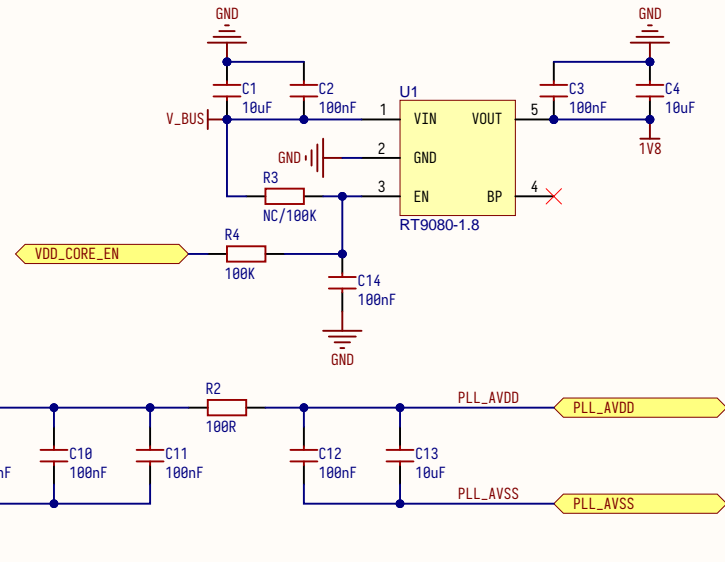 GND
GND
C1
10uF
C2
100nF
U1
C3
100nF
C4
10uF
V_BUS
1
VIN
VOUT
5
1V8
GND
2
GND
R3
3
EN
BP
4
NC/100K
RT9080-1.8
R4
VDD_CORE_EN
100K
C14
100nF
GND
R2
PLL_AVDD
PLL_AVDD
100R
nF
C10
100nF
C11
100nF
C12
100nF
C13
10uF
PLL_AVSS
PLL_AVSS